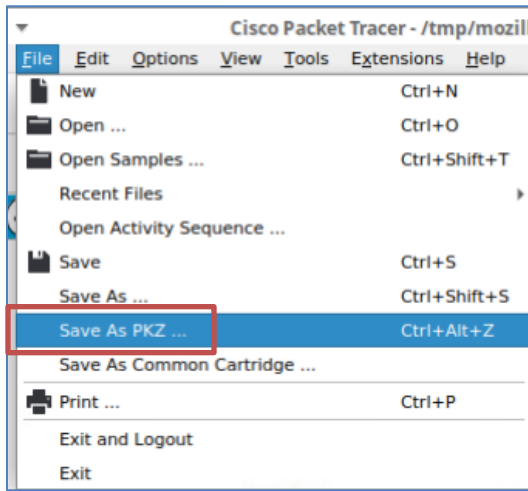 Cisco Packet Tracer - /tmp/mozill
File Edit Options View Tools Extensions Help
New Ctrl+N
Open ... Ctrl+O
Open Samples ... Ctrl+Shift+T
Recent Files
Open Activity Sequence ...
Save Ctrl+S
Save As ... Ctrl+Shift+S
Save As PKZ ... Ctrl+Alt+Z
Save As Common Cartridge ...
Print ... Ctrl+P
Exit and Logout
Exit